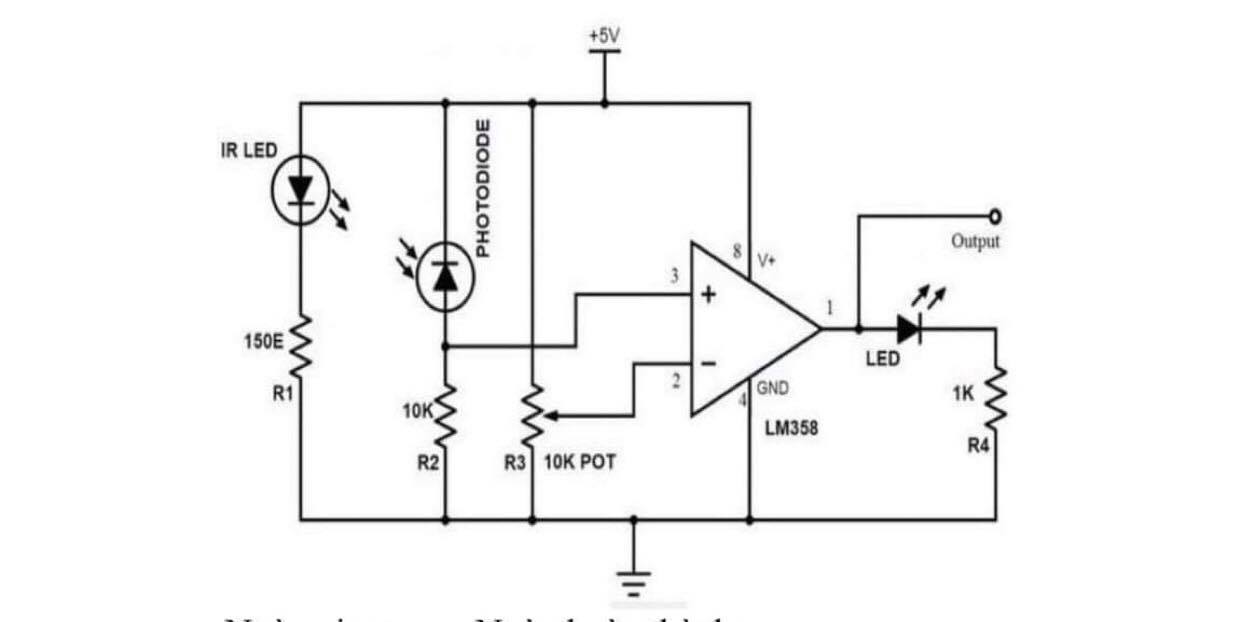 +5V
IR LED
PHOTODIODE
8
V+
Output
3
+
1
150E
LED
−
2
GND
R1
1K
4
10K
LM358
R4
R2
R3
10K POT